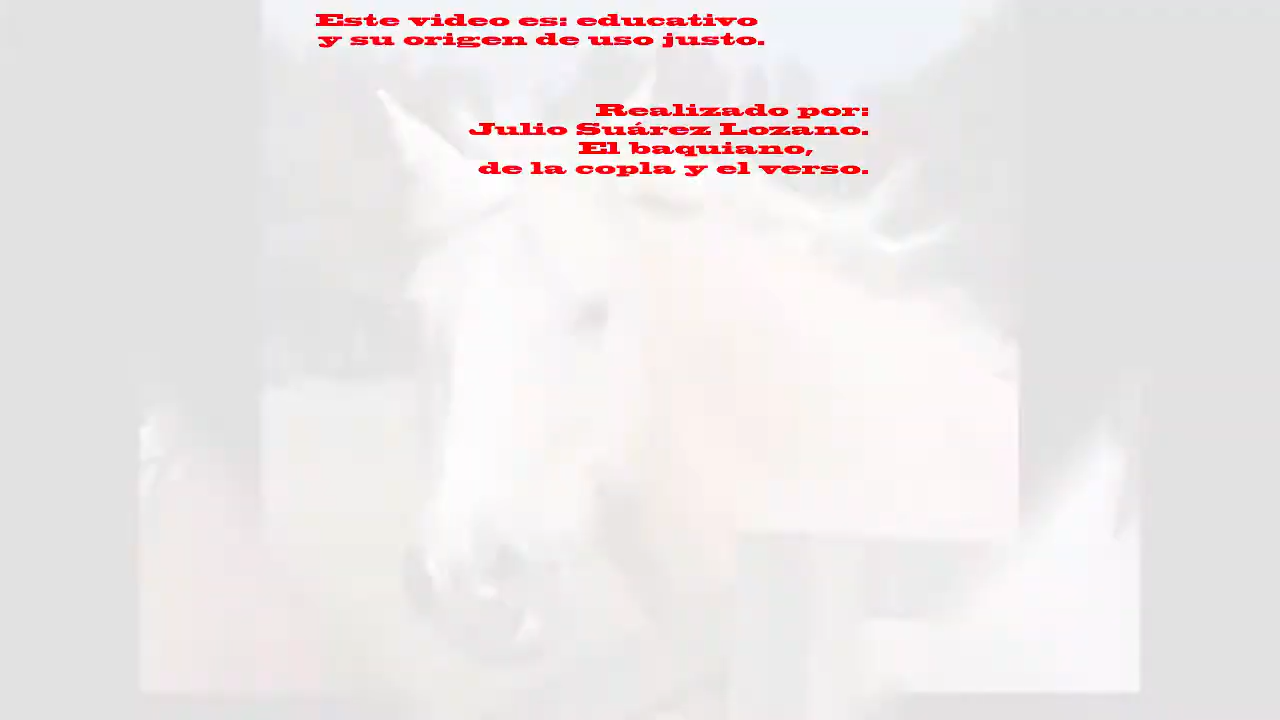 Este video es: educativo
y su origen de uso justo.
Realizado por:
Julio Suárez Lozano.
El baquiano,
de la copla y el verso.